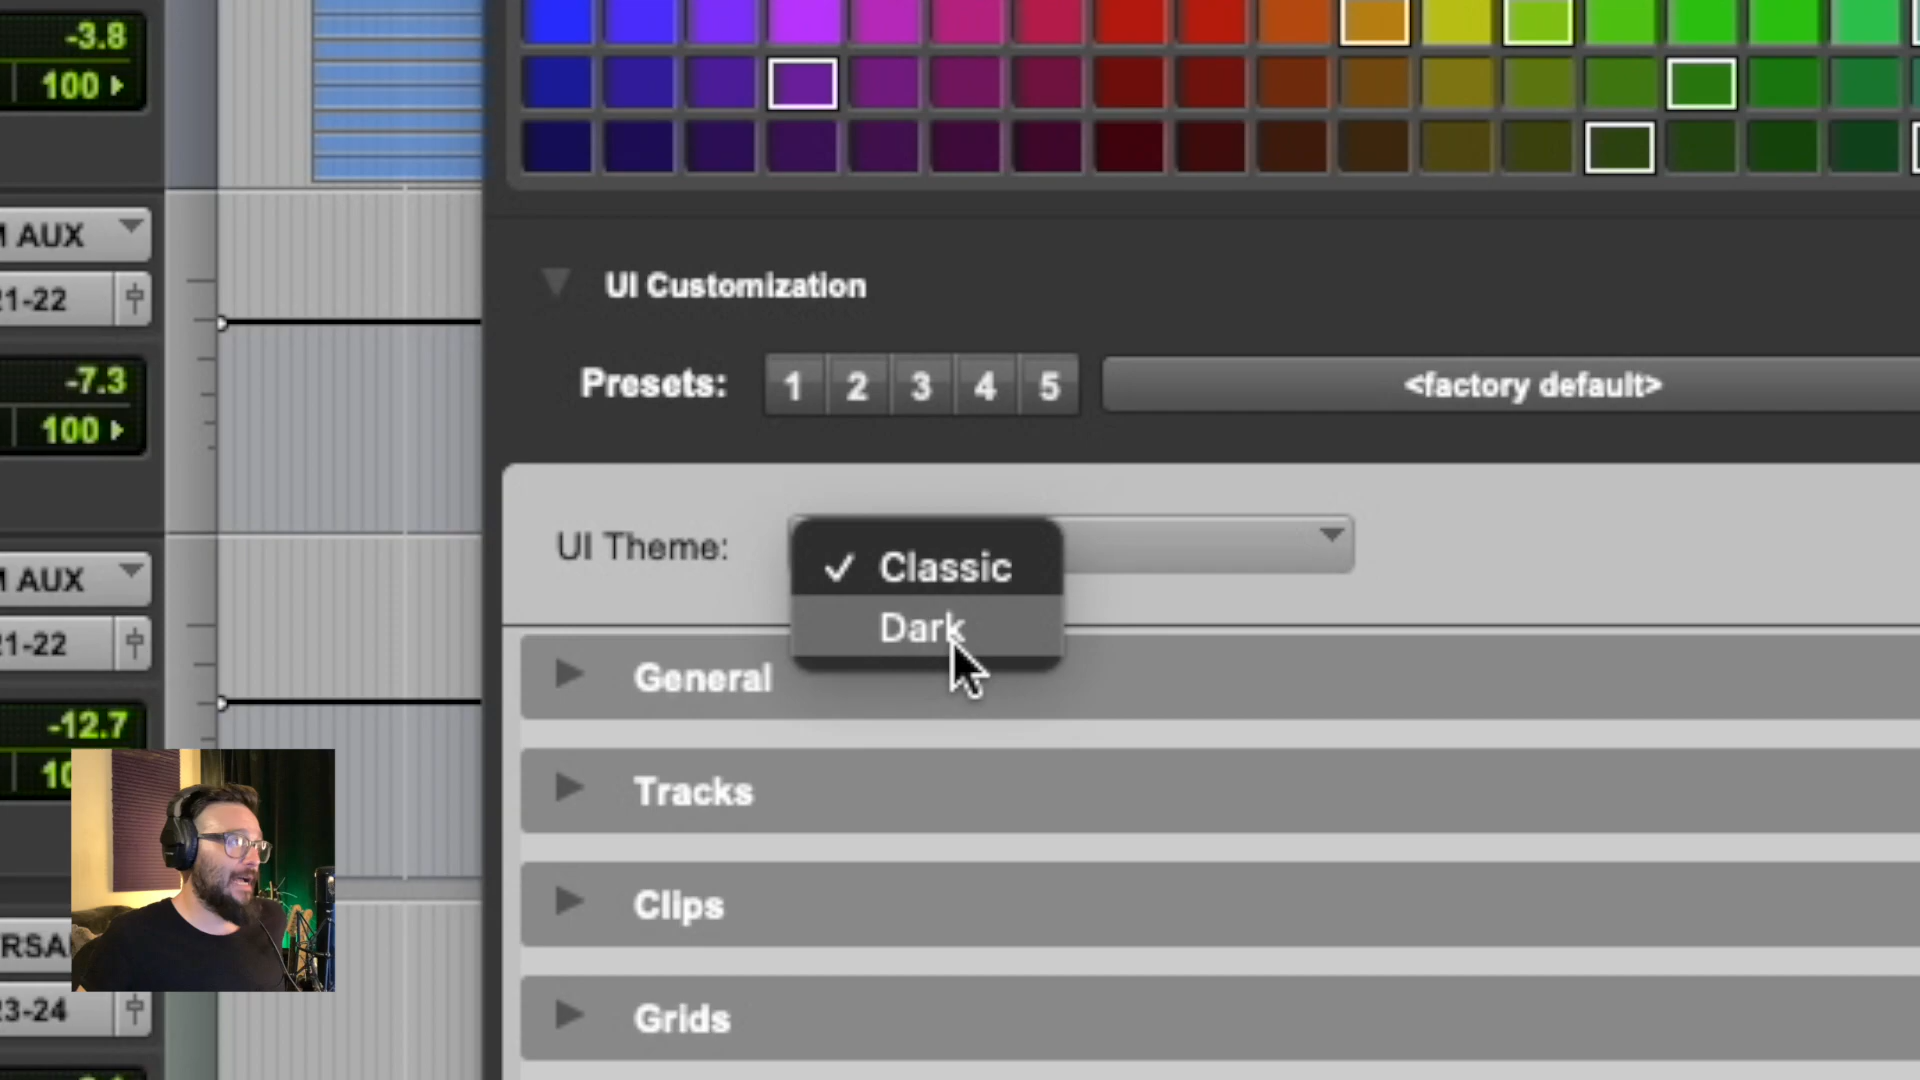 -3.8
100
AUX
21-22
-7.3
100
AUX
21-22
-12.7
10
RSA
23-24
UI Customization
Presets: 1 2 3 4 5 <factory default>
UI Theme:
✓ Classic
Dark
General
Tracks
Clips
Grids